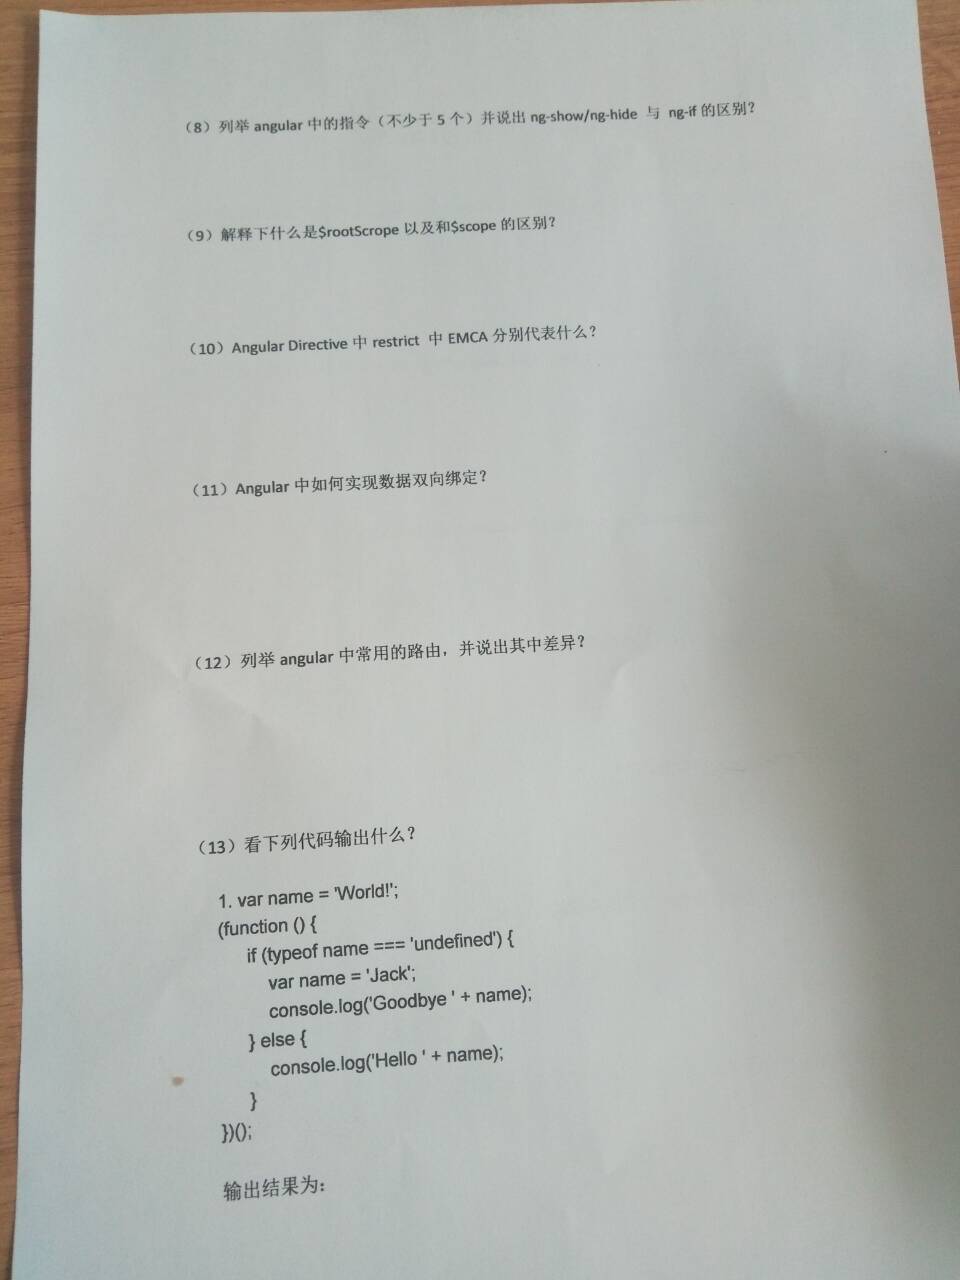 （8）列举 angular 中的指令（不少于 5 个）并说出 ng-show/ng-hide 与 ng-if 的区别？
（9）解释下什么是$rootScrope 以及和$scope 的区别？
（10）Angular Directive 中 restrict 中 EMCA 分别代表什么？
（11）Angular 中如何实现数据双向绑定？
（12）列举 angular 中常用的路由，并说出其中差异？
（13）看下列代码输出什么？
1. var name = 'World!';
(function () {
if (typeof name === 'undefined') {
var name = 'Jack';
console.log('Goodbye ' + name);
} else {
console.log('Hello ' + name);
}
})();
输出结果为: